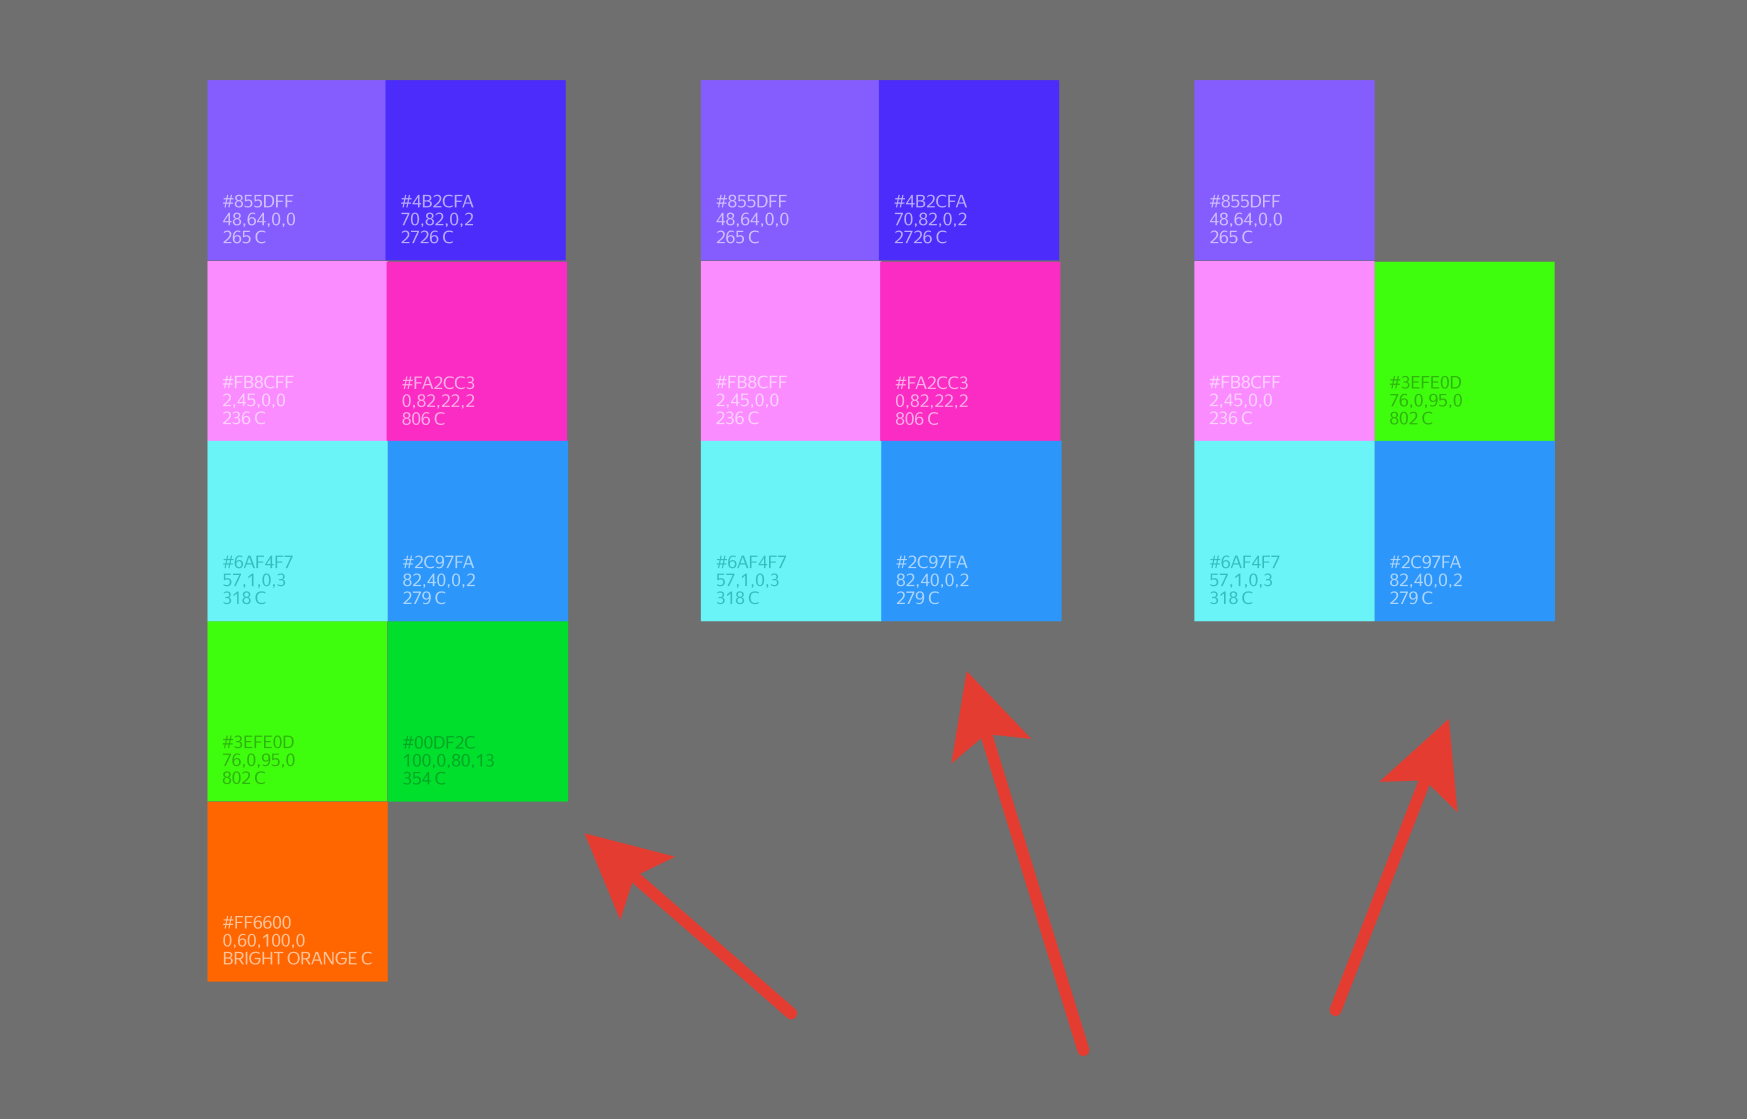 #855DFF
48,64,0,0
265 C
#4B2CFA
70,82,0,2
2726 C
#FB8CFF
2,45,0,0
236 C
#FA2CC3
0,82,22,2
806 C
#6AF4F7
57,1,0,3
318 C
#2C97FA
82,40,0,2
279 C
#3EFE0D
76,0,95,0
802 C
#00DF2C
100,0,80,13
354 C
#FF6600
0,60,100,0
BRIGHT ORANGE C
#855DFF
48,64,0,0
265 C
#4B2CFA
70,82,0,2
2726 C
#FB8CFF
2,45,0,0
236 C
#FA2CC3
0,82,22,2
806 C
#6AF4F7
57,1,0,3
318 C
#2C97FA
82,40,0,2
279 C
#855DFF
48,64,0,0
265 C
#FB8CFF
2,45,0,0
236 C
#3EFE0D
76,0,95,0
802 C
#6AF4F7
57,1,0,3
318 C
#2C97FA
82,40,0,2
279 C